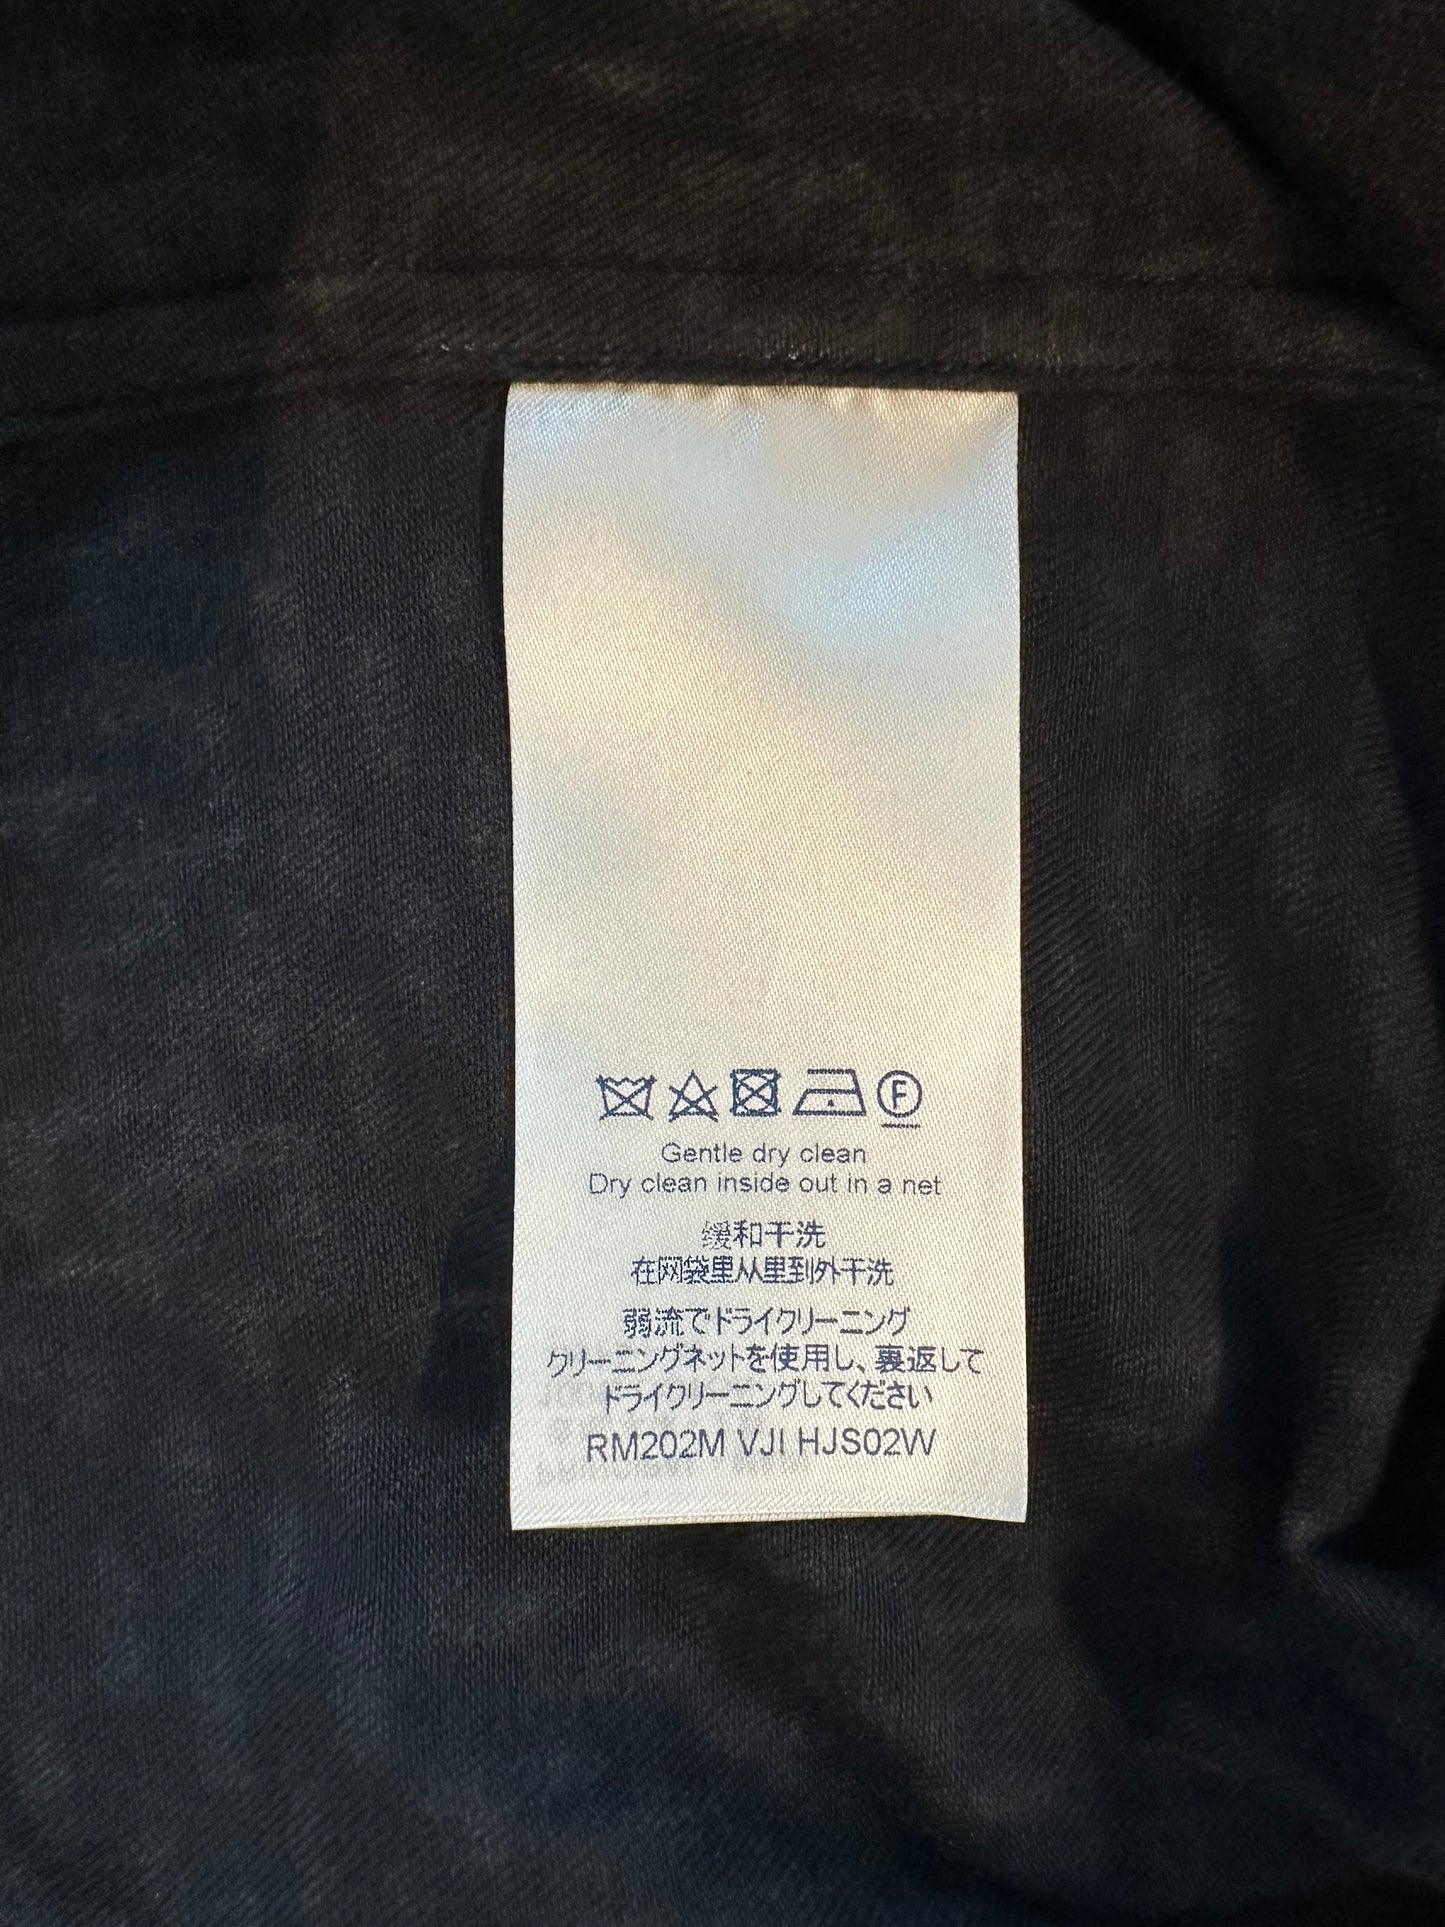 F
Gentle dry clean
Dry clean inside out in a net
缓和干洗
在网袋里从里到外干洗
弱流でドライクリーニング
クリーニングネットを使用し、裏返して
ドライクリーニングしてください
RM202M VJI HJS02W